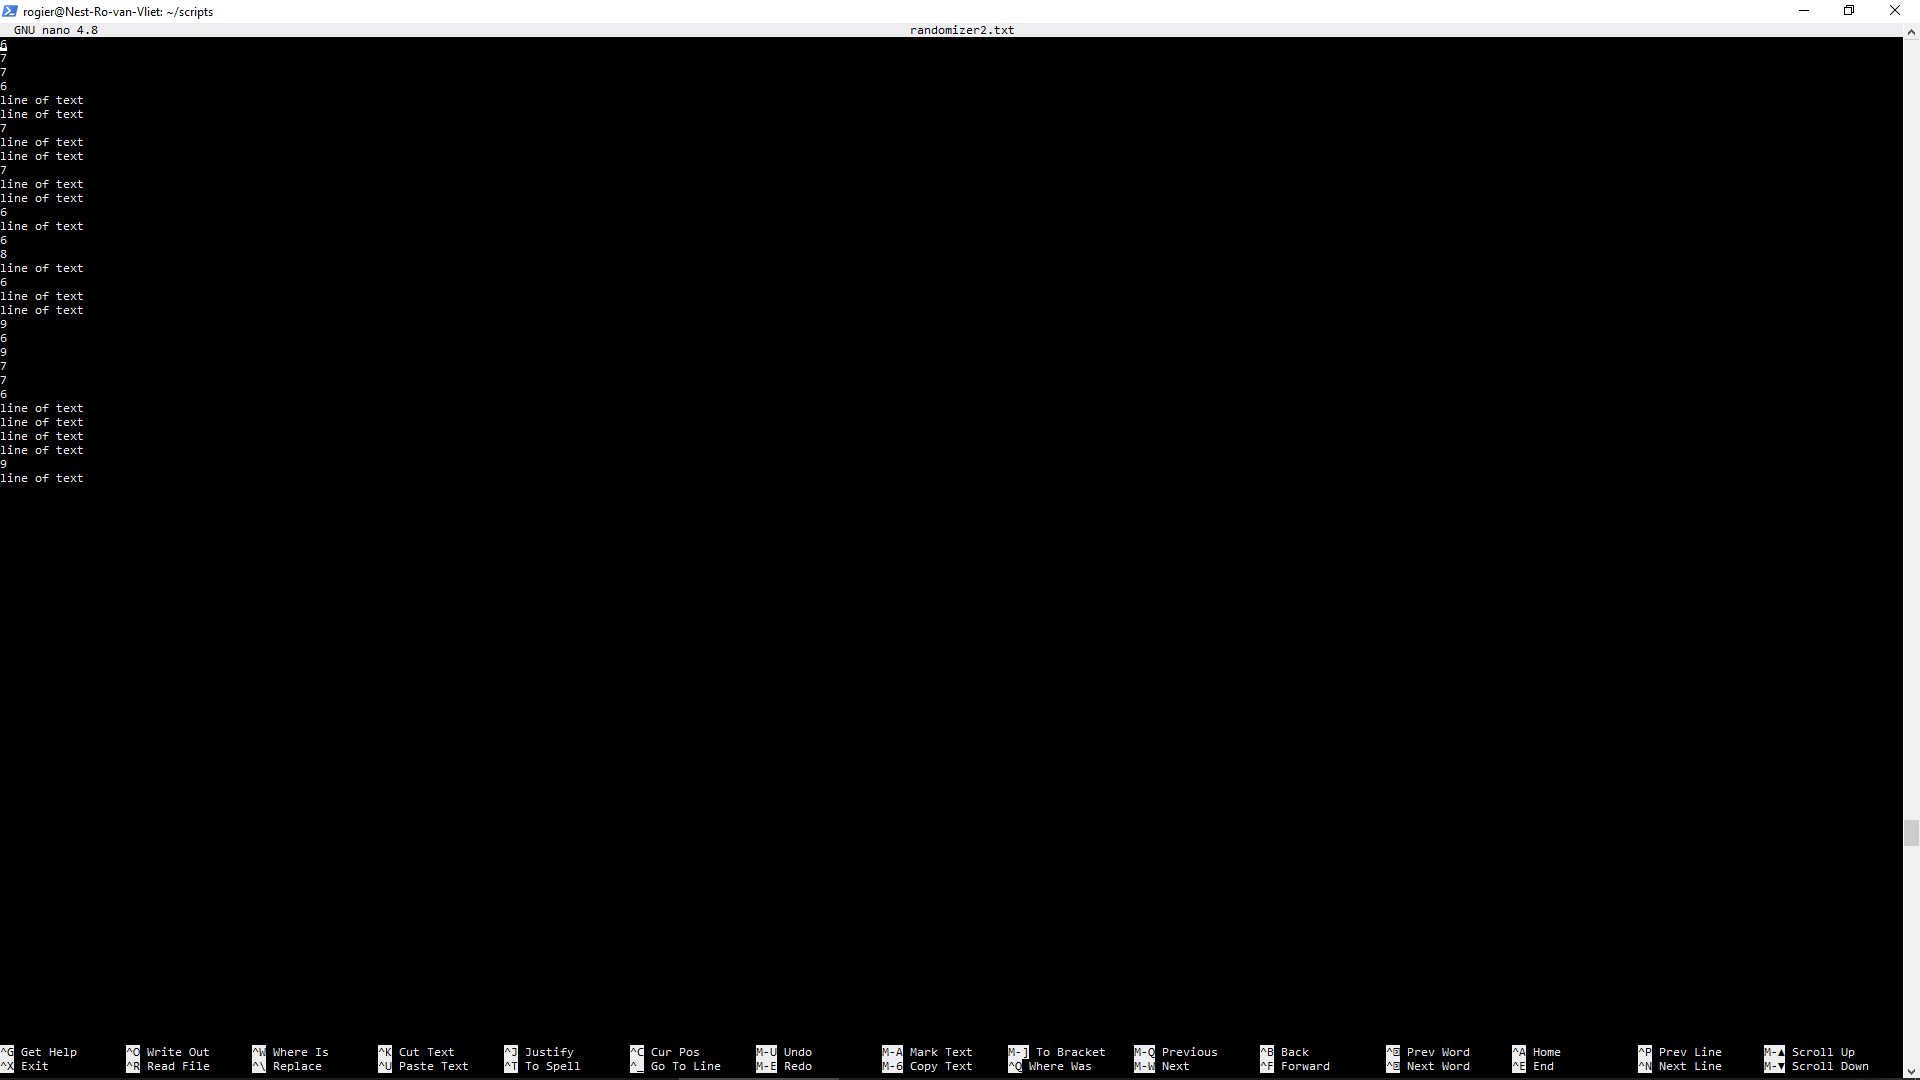 rogier@Nest-Ro-van-Vliet: ~/scripts
GNU nano 4.8 randomizer2.txt
6
7
7
6
line of text
line of text
7
line of text
line of text
7
line of text
line of text
6
line of text
6
8
line of text
6
line of text
line of text
9
6
9
7
7
6
line of text
line of text
line of text
line of text
9
line of text
^G Get Help ^O Write Out ^W Where Is ^K Cut Text ^J Justify ^C Cur Pos M-U Undo M-A Mark Text M-] To Bracket M-Q Previous ^B Back Prev Word ^A Home ^P Prev Line M-▲ Scroll Up
^X Exit ^R Read File ^\ Replace ^U Paste Text ^T To Spell ^_ Go To Line M-E Redo M-6 Copy Text ^Q Where Was M-W Next ^F Forward Next Word ^E End ^N Next Line M-▼ Scroll Down